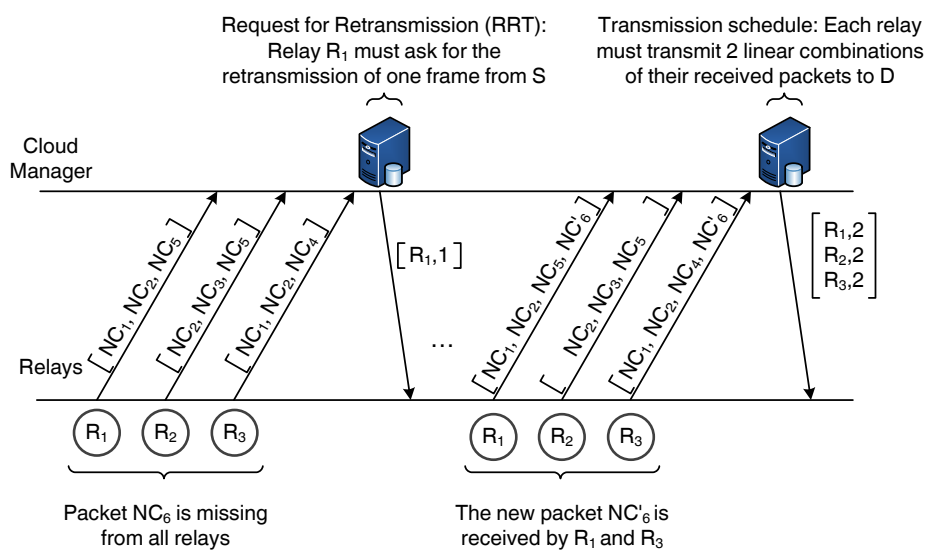 Request for Retransmission (RRT):
Relay R₁ must ask for the
retransmission of one frame from S
Transmission schedule: Each relay
must transmit 2 linear combinations
of their received packets to D
Cloud
Manager
[NC₁, NC₂, NC₅]
[NC₂, NC₃, NC₅]
[NC₁, NC₂, NC₄]
[R₁,1]
...
[NC₁, NC₂, NC₅, NC'₆]
[NC₂, NC₃, NC₅]
[NC₁, NC₂, NC₄, NC'₆]
R₁,2
R₂,2
R₃,2
Relays
R₁
R₂
R₃
R₁
R₂
R₃
Packet NC₆ is missing
from all relays
The new packet NC'₆ is
received by R₁ and R₃